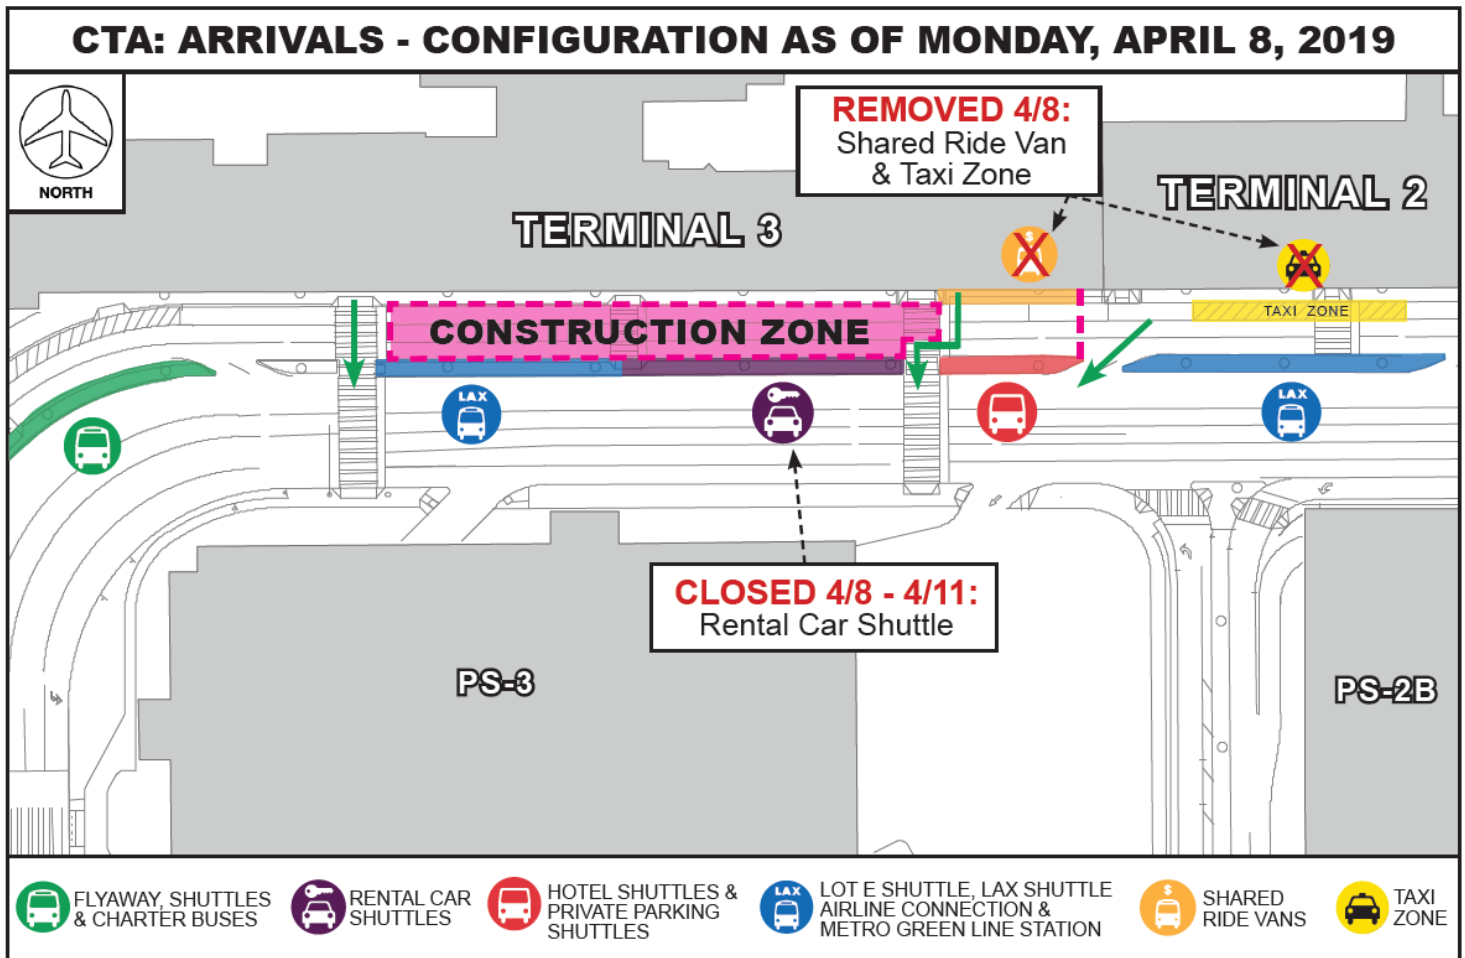 CTA: ARRIVALS - CONFIGURATION AS OF MONDAY, APRIL 8, 2019
NORTH
REMOVED 4/8:
Shared Ride Van
& Taxi Zone
TERMINAL 3
TERMINAL 2
$
TAXI ZONE
CONSTRUCTION ZONE
LAX
LAX
CLOSED 4/8 - 4/11:
Rental Car Shuttle
PS-3
PS-2B
FLYAWAY, SHUTTLES
& CHARTER BUSES
RENTAL CAR
SHUTTLES
HOTEL SHUTTLES &
PRIVATE PARKING
SHUTTLES
LAX
LOT E SHUTTLE, LAX SHUTTLE
AIRLINE CONNECTION &
METRO GREEN LINE STATION
$
SHARED
RIDE VANS
TAXI
ZONE